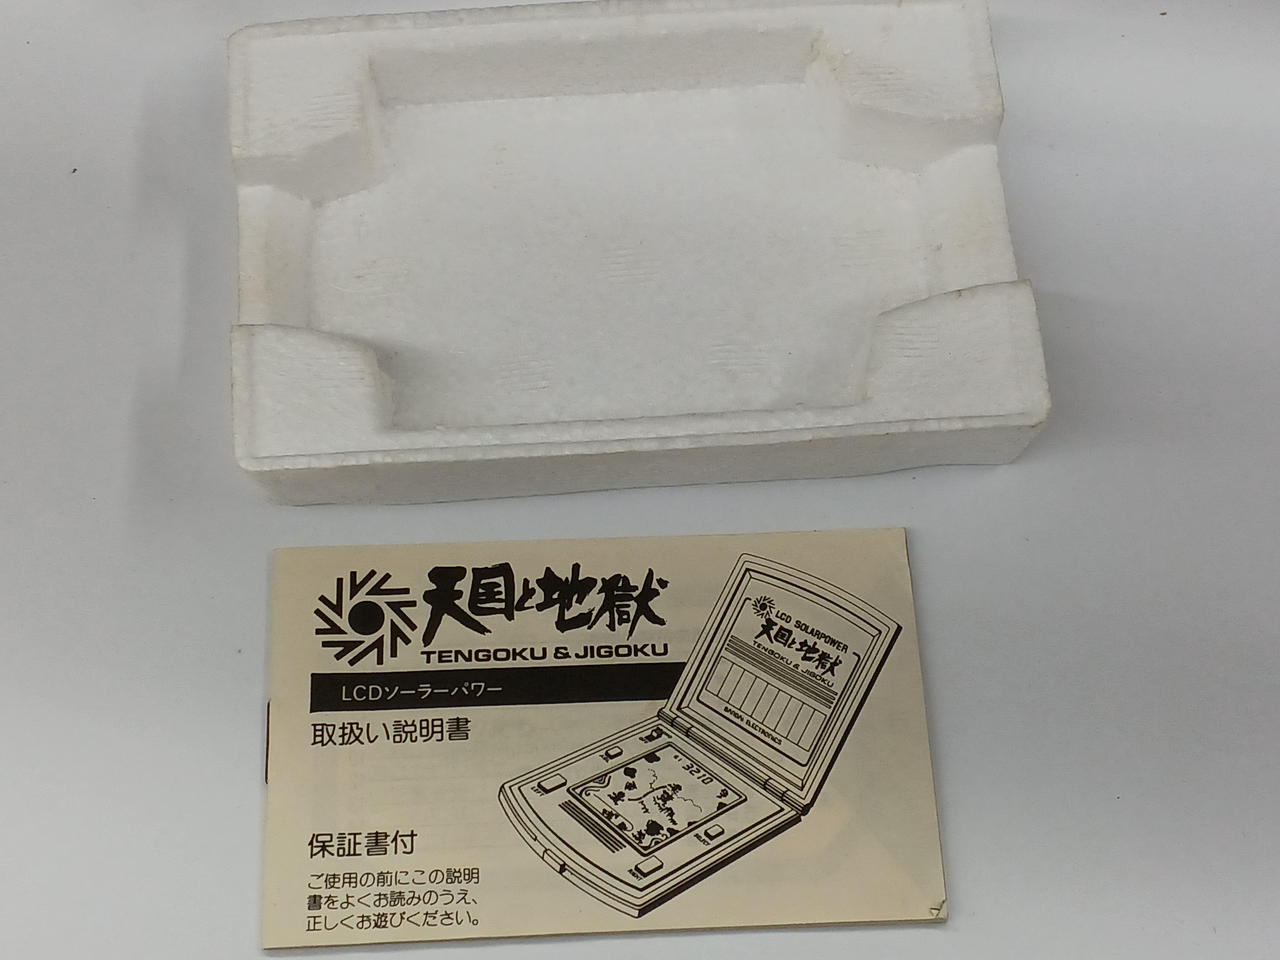 天国と地獄
TENGOKU & JIGOKU
LCDソーラーパワー
取扱い説明書
保証書付
ご使用の前にこの説明
書をよくお読みのうえ、
正しくお遊びください。
LCD SOLARPOWER
天国と地獄
TENGOKU & JIGOKU
BANDAI ELECTRONICS
3210
LEFT
RIGHT